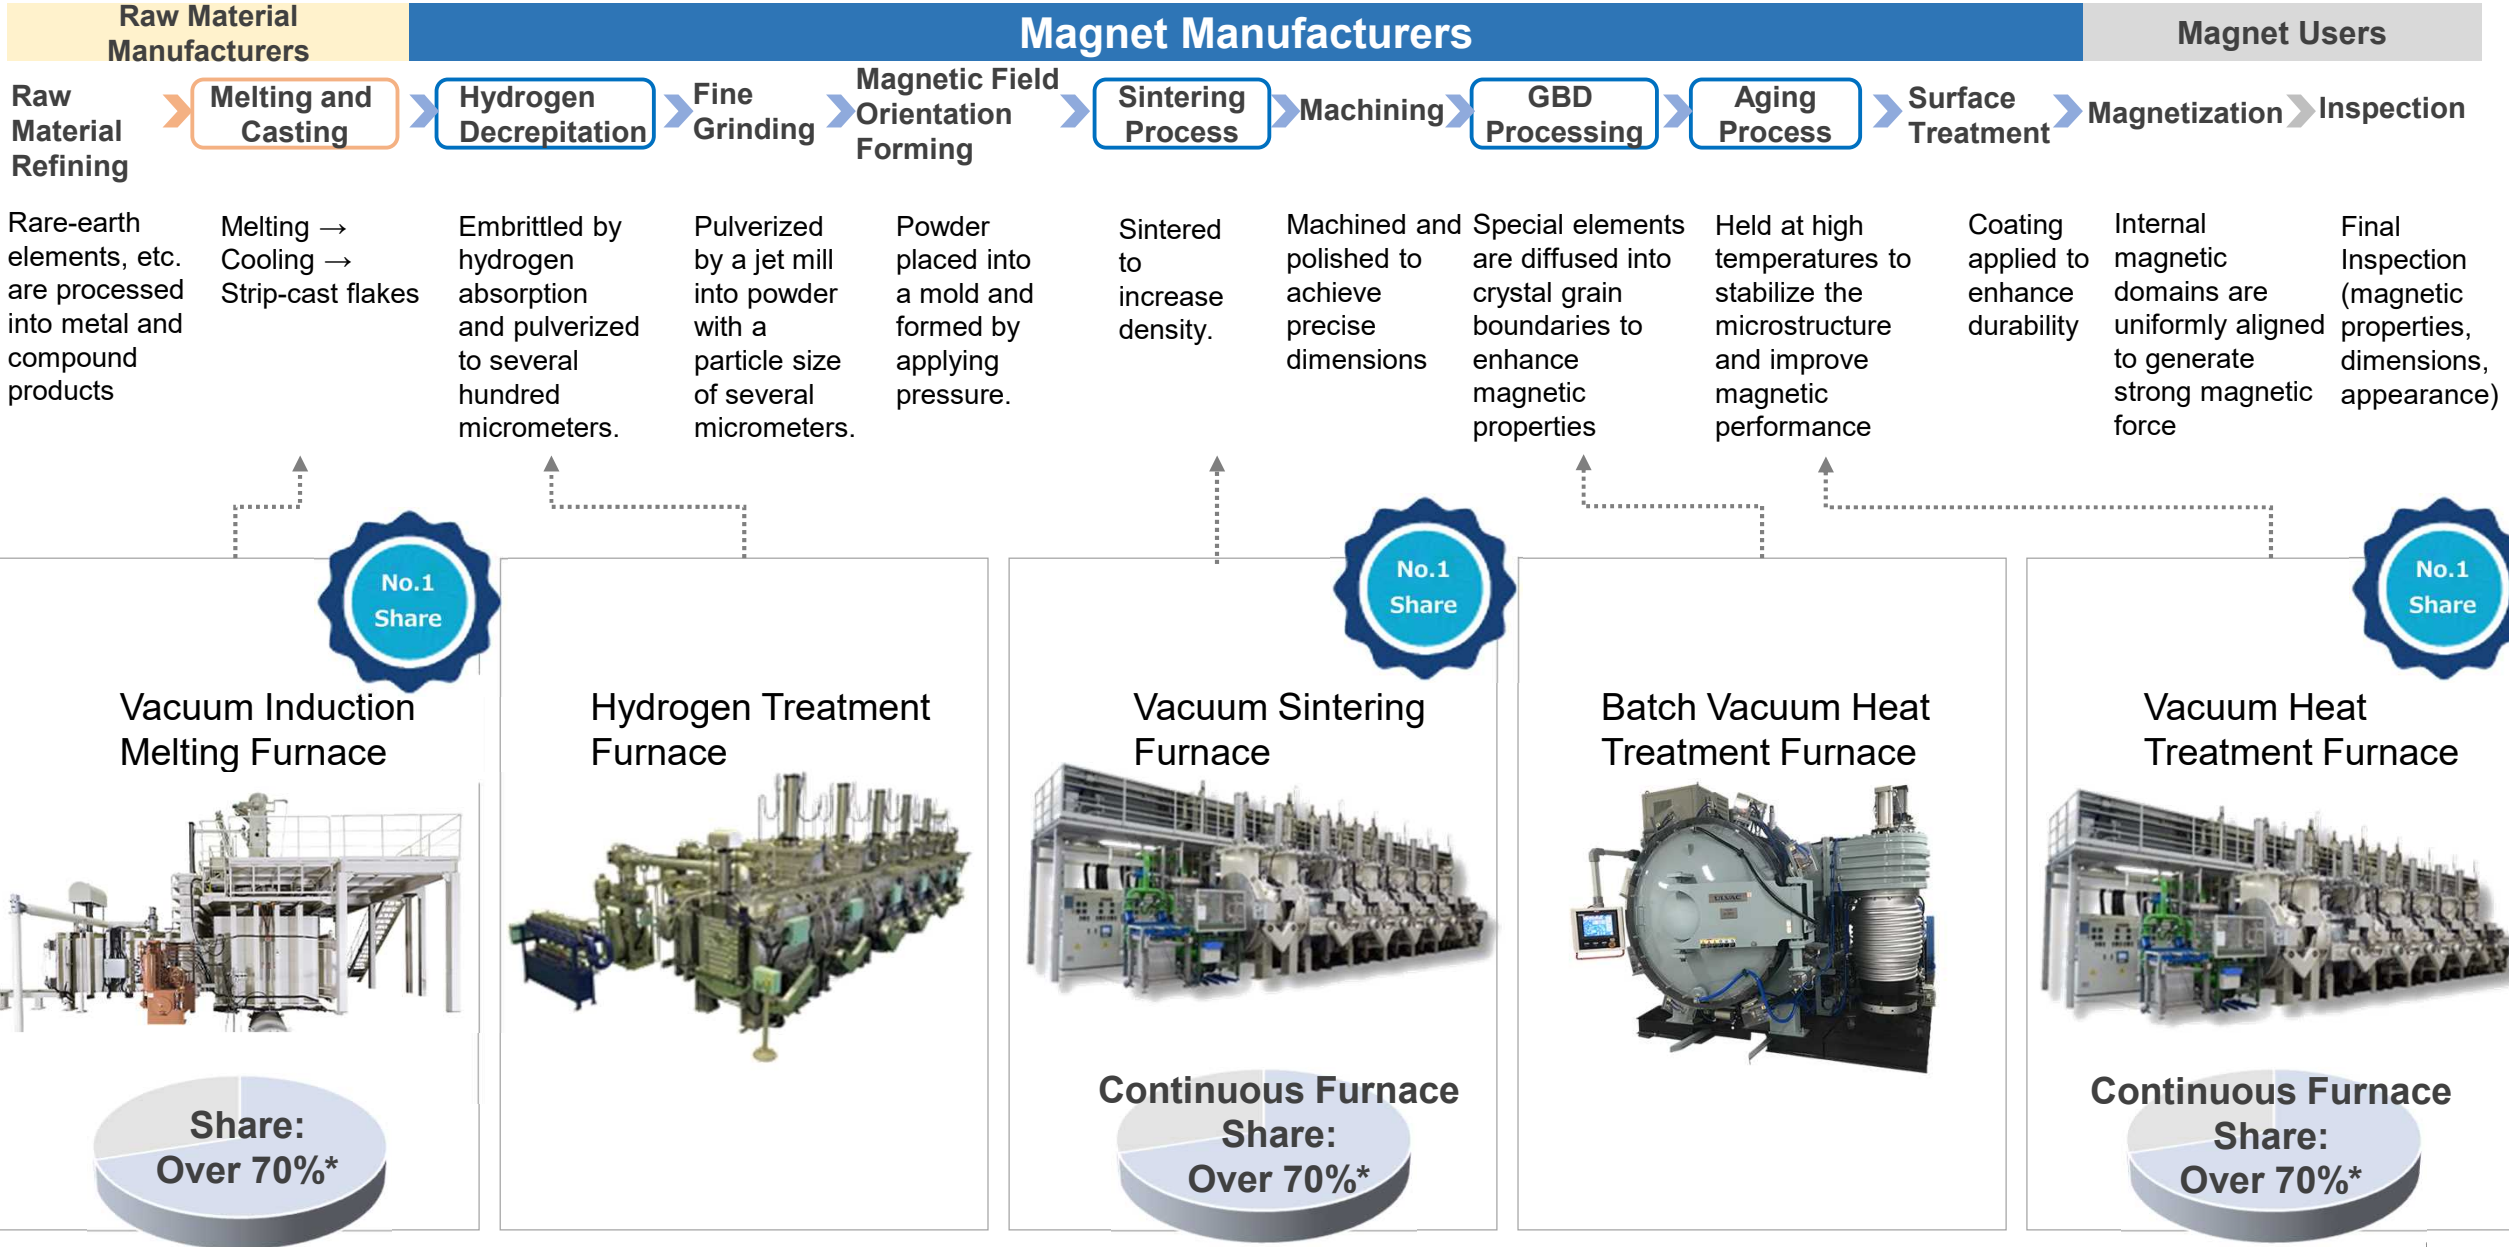 Raw Material
Manufacturers
Magnet Manufacturers
Magnet Users
Raw
Material
Refining
Melting and
Casting
Hydrogen
Decrepitation
Fine
Grinding
Magnetic Field
Orientation
Forming
Sintering
Process
Machining
GBD
Processing
Aging
Process
Surface
Treatment
Magnetization
Inspection
Rare-earth
elements, etc.
are processed
into metal and
compound
products
Melting →
Cooling →
Strip-cast flakes
Embrittled by
hydrogen
absorption
and pulverized
to several
hundred
micrometers.
Pulverized
by a jet mill
into powder
with a
particle size
of several
micrometers.
Powder
placed into
a mold and
formed by
applying
pressure.
Sintered
to
increase
density.
Machined and
polished to
achieve
precise
dimensions
Special elements
are diffused into
crystal grain
boundaries to
enhance
magnetic
properties
Held at high
temperatures to
stabilize the
microstructure
and improve
magnetic
performance
Coating
applied to
enhance
durability
Internal
magnetic
domains are
uniformly aligned
to generate
strong magnetic
force
Final
Inspection
(magnetic
properties,
dimensions,
appearance)
No.1
Share
Vacuum Induction
Melting Furnace
Share:
Over 70%*
Hydrogen Treatment
Furnace
No.1
Share
Vacuum Sintering
Furnace
Continuous Furnace
Share:
Over 70%*
Batch Vacuum Heat
Treatment Furnace
ULVAC
No.1
Share
Vacuum Heat
Treatment Furnace
Continuous Furnace
Share:
Over 70%*